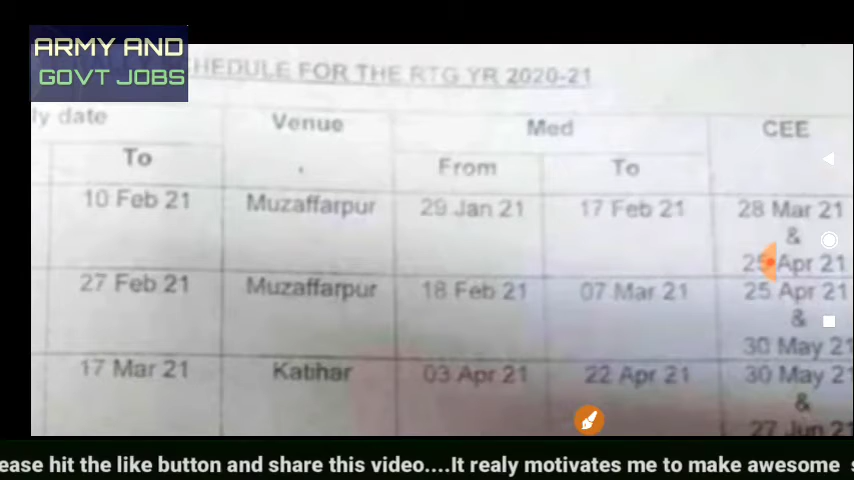 ARMY AND
GOVT JOBS
HEDULE FOR THE RTG YR 2020-21
ly date Venue Med CEE
To From To
10 Feb 21 Muzaffarpur 29 Jan 21 17 Feb 21 28 Mar 21
&
25 Apr 21
27 Feb 21 Muzaffarpur 18 Feb 21 07 Mar 21 25 Apr 21
&
30 May 21
17 Mar 21 Katihar 03 Apr 21 22 Apr 21 30 May 21
&
27 Jun 21
ease hit the like button and share this video....It realy motivates me to make awesome s